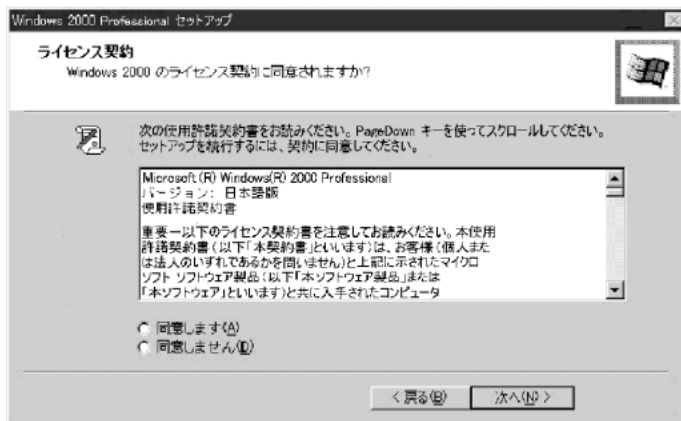 Windows 2000 Professional セットアップ
ライセンス契約
Windows 2000 のライセンス契約に同意されますか?
次の使用許諾契約書をお読みください。PageDown キーを使ってスクロールしてください。
セットアップを続行するには、契約に同意してください。
Microsoft (R) Windows(R) 2000 Professional
バージョン: 日本語版
使用許諾契約書
重要－以下のライセンス契約書を注意してお読みください。本使用
許諾契約書(以下「本契約書」といいます)は、お客様(個人また
は法人のいずれであるかを問いません)と上記に示されたマイクロ
ソフト ソフトウェア製品(以下「本ソフトウェア製品」または
「本ソフトウェア」といいます)と共に入手されたコンピュータ
同意します(A)
同意しません(D)
< 戻る(B)
次へ(N) >